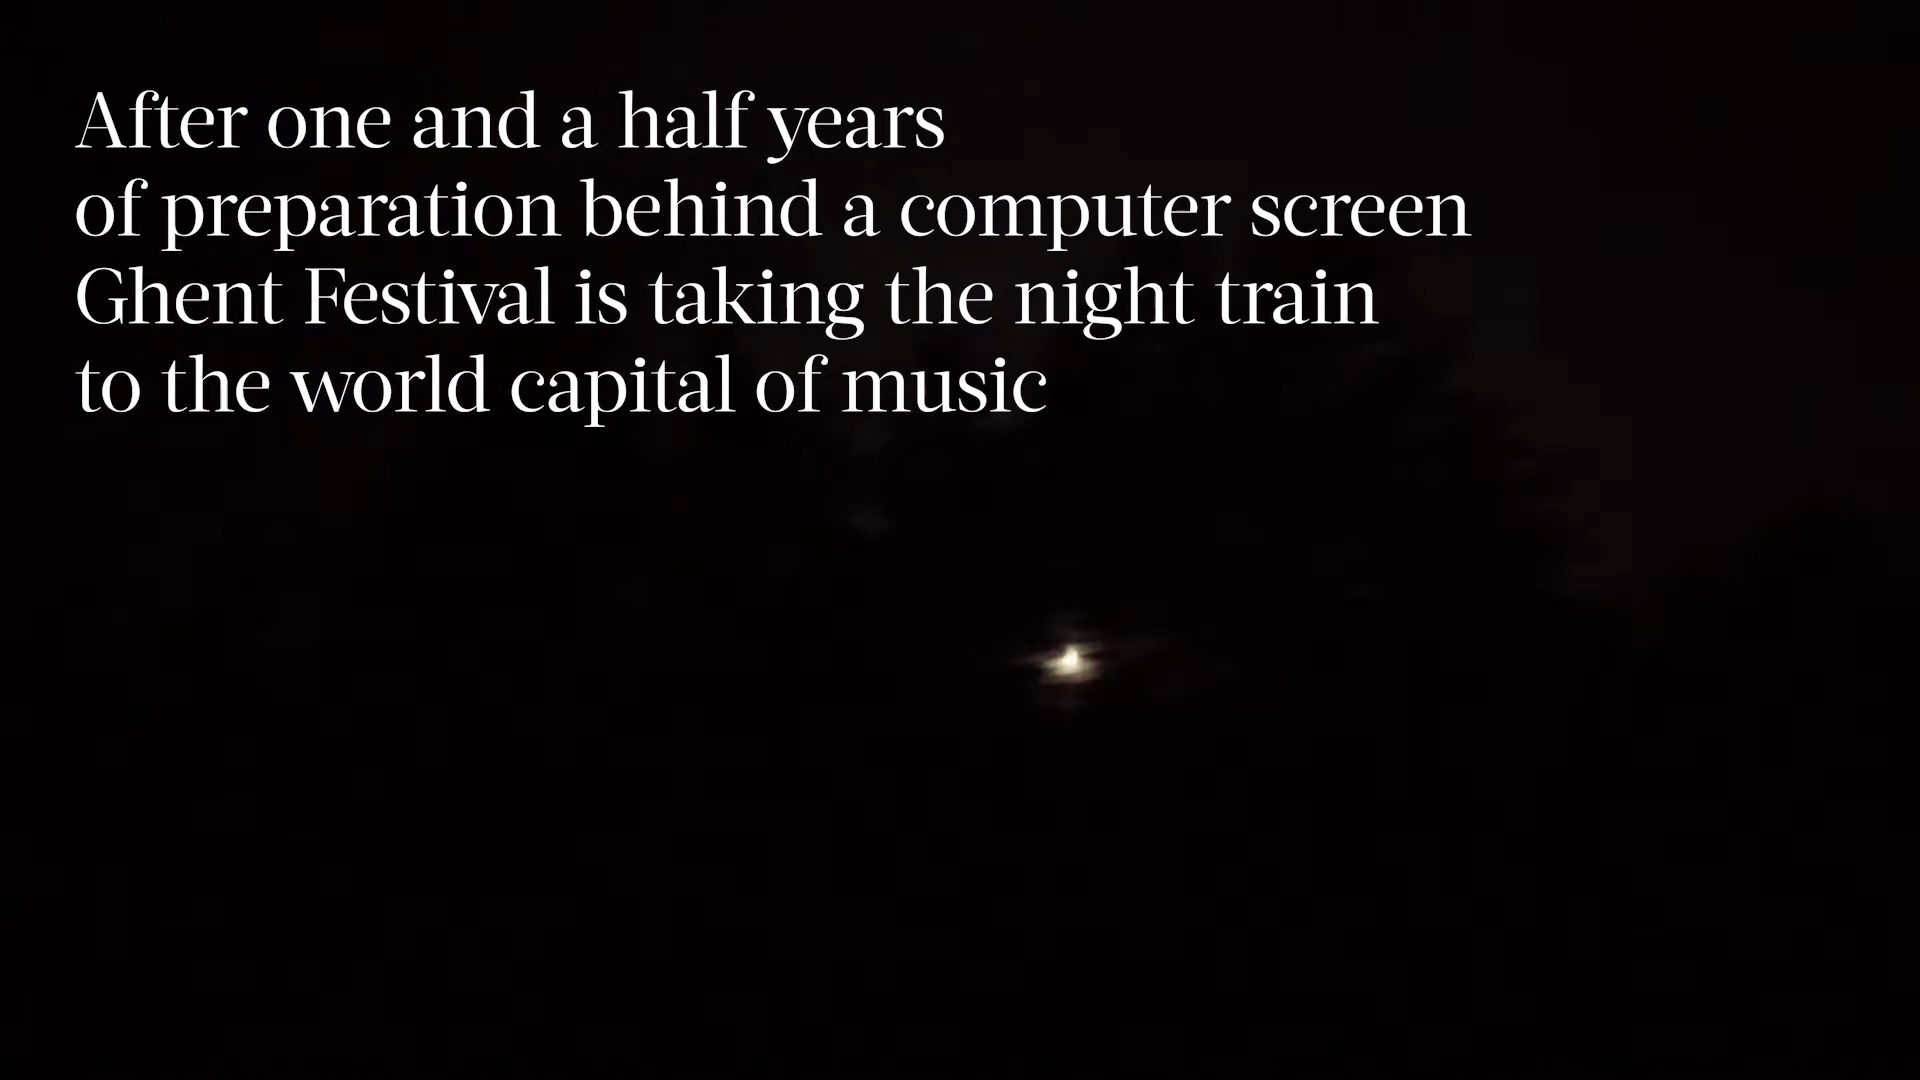 After one and a half years
of preparation behind a computer screen
Ghent Festival is taking the night train
to the world capital of music